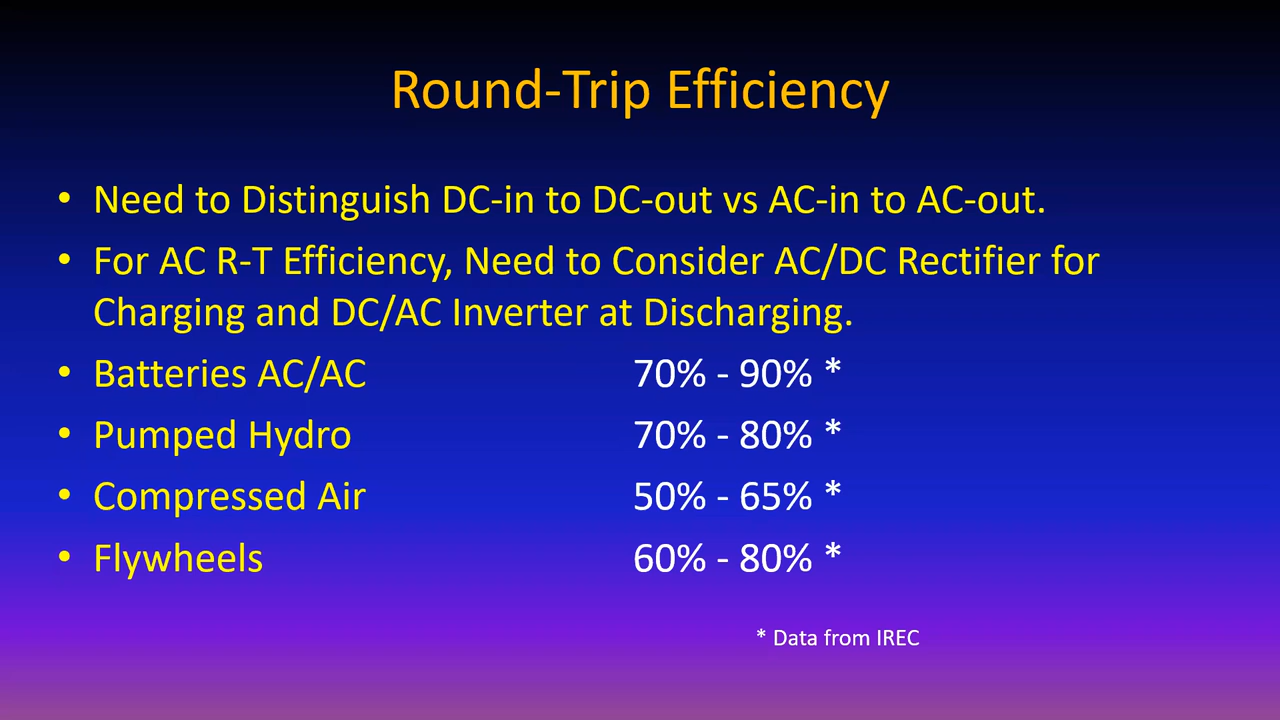 Round-Trip Efficiency
• Need to Distinguish DC-in to DC-out vs AC-in to AC-out.
• For AC R-T Efficiency, Need to Consider AC/DC Rectifier for
Charging and DC/AC Inverter at Discharging.
• Batteries AC/AC 70% - 90% *
• Pumped Hydro 70% - 80% *
• Compressed Air 50% - 65% *
• Flywheels 60% - 80% *
* Data from IREC